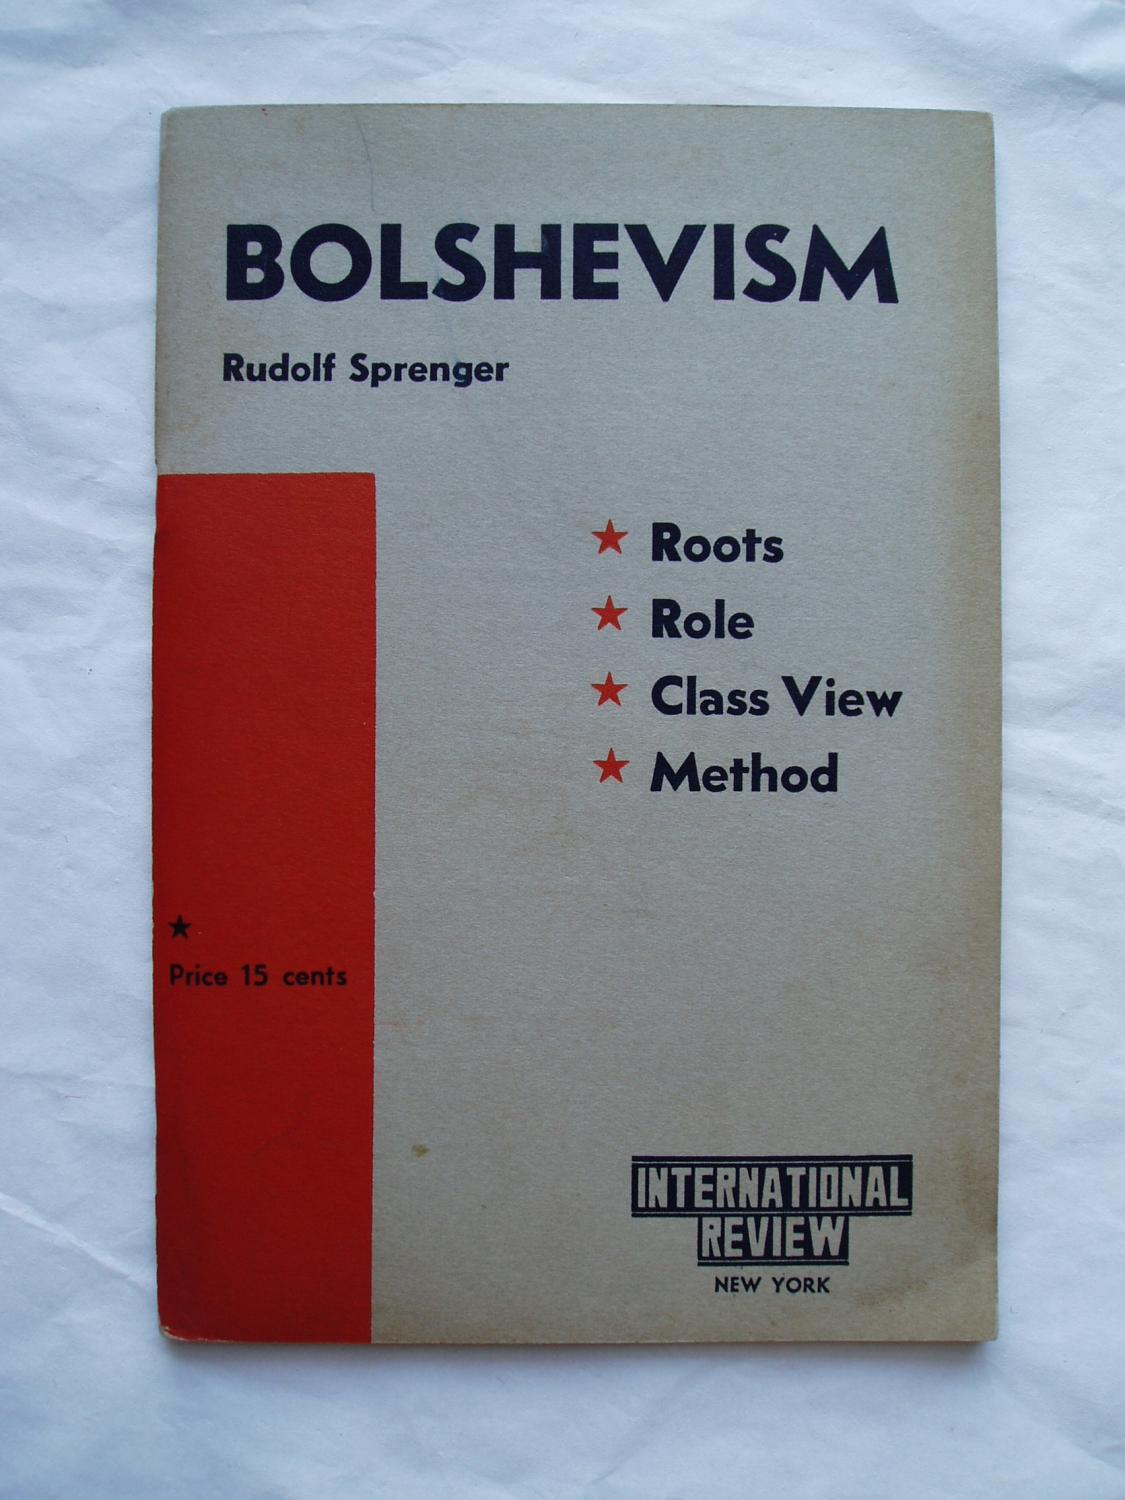 BOLSHEVISM
Rudolf Sprenger
Roots
Role
Class View
Method
Price 15 cents
INTERNATIONAL
REVIEW
NEW YORK